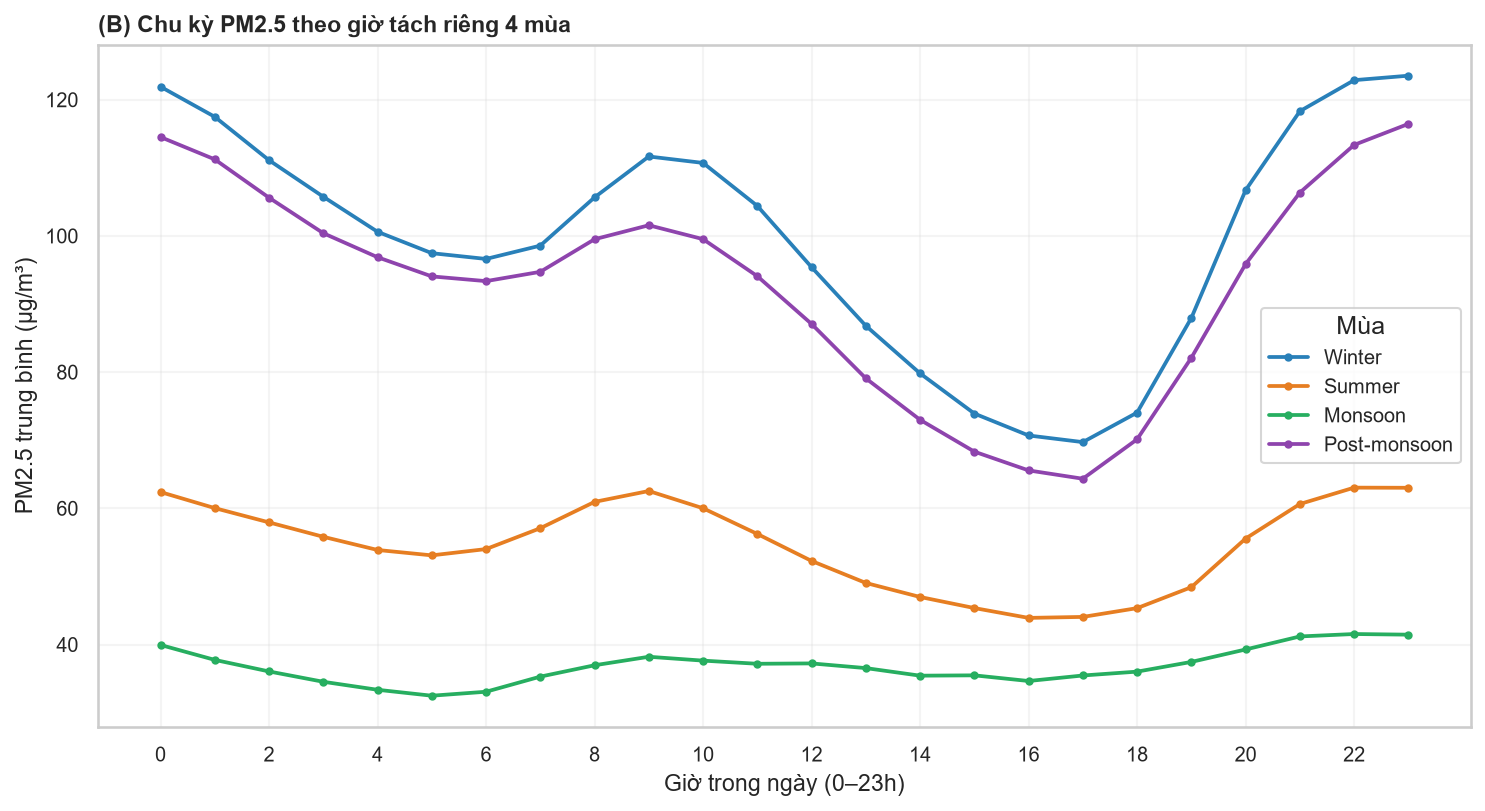 (B) Chu kỳ PM2.5 theo giờ tách riêng 4 mùa
PM2.5 trung bình (µg/m³)
120
100
80
60
40
Mùa
Winter
Summer
Monsoon
Post-monsoon
0 2 4 6 8 10 12 14 16 18 20 22
Giờ trong ngày (0–23h)